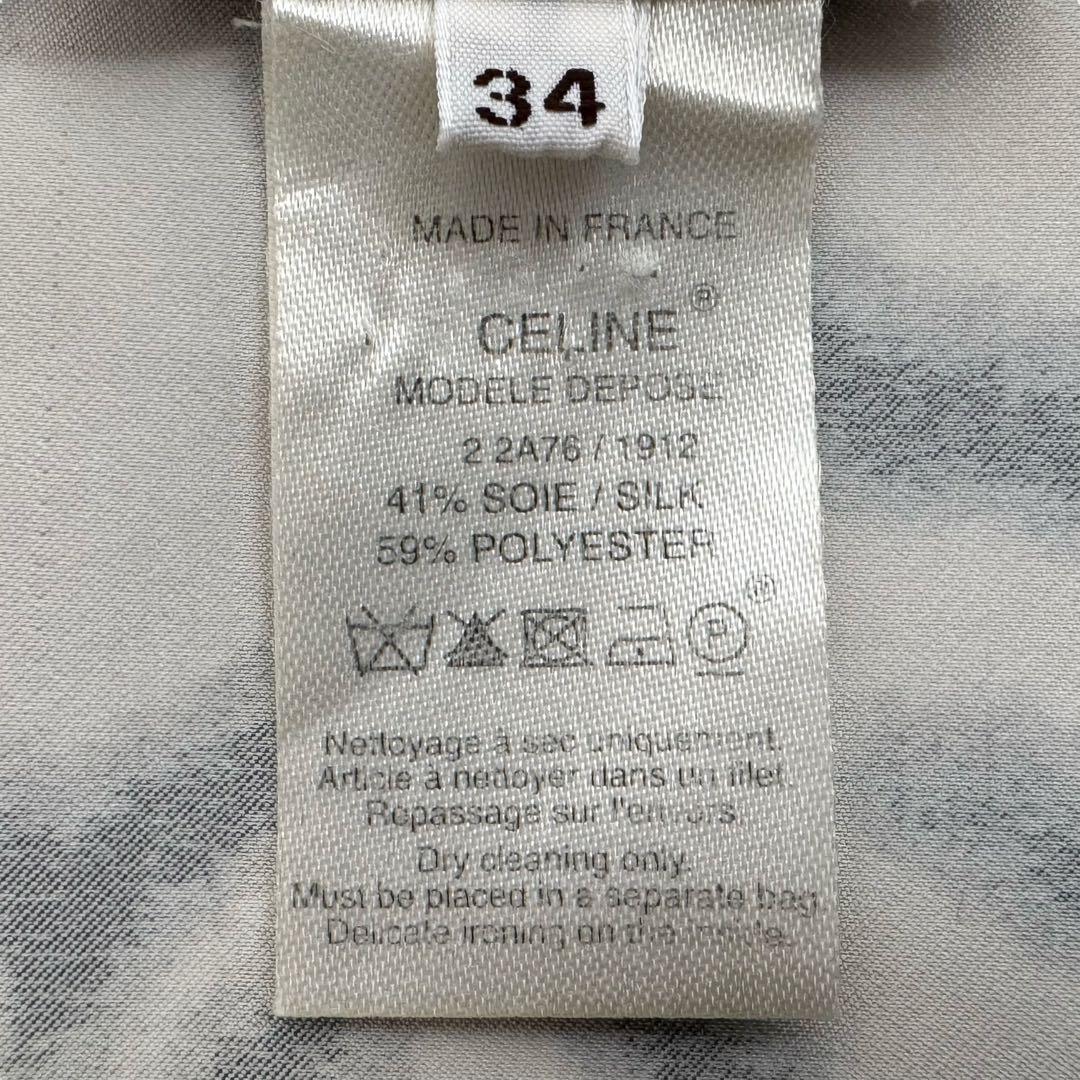 34
MADE IN FRANCE
CELINE®
MODELE DEPOSE
2 2A76 / 1912
41% SOIE / SILK
59% POLYESTER
P
Nettoyage à sec uniquement.
Article à nettoyer dans un filet.
Repassage sur l'envers.
Dry cleaning only.
Must be placed in a separate bag.
Delicate ironing on the inside.